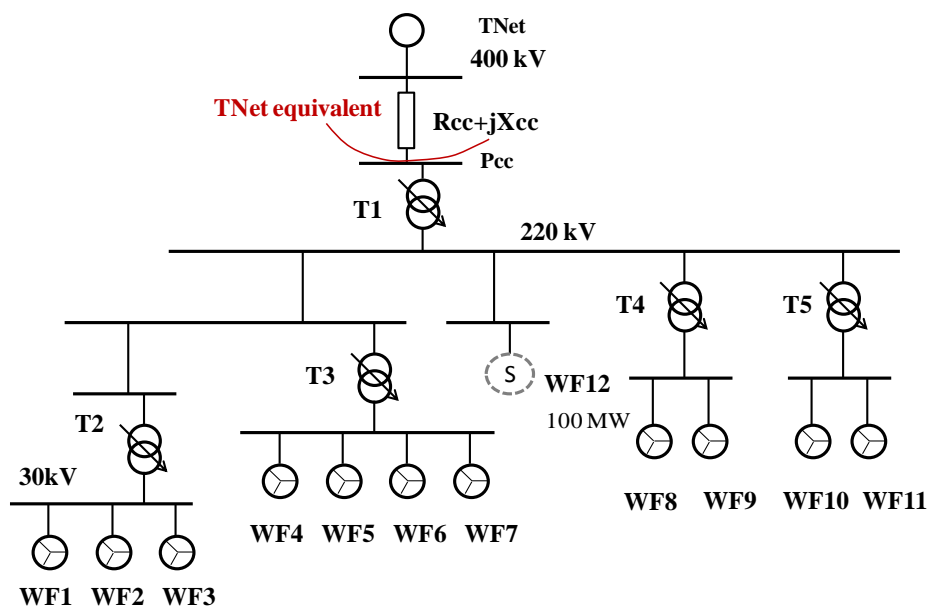 TNet
400 kV
TNet equivalent
Rcc+jXcc
Pcc
T1
220 kV
T4
T5
T3
S
WF12
T2
100 MW
30kV
WF8
WF9
WF10
WF11
WF4
WF5
WF6
WF7
WF1
WF2
WF3